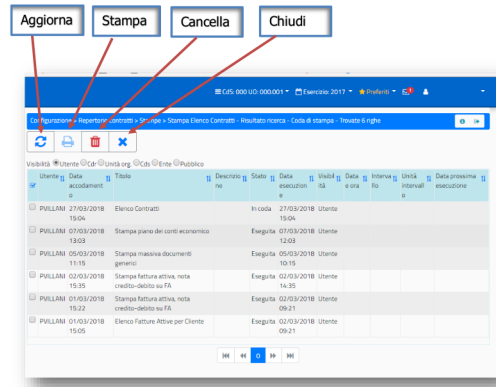 Aggiorna Stampa Cancella Chiudi
CdS: 000 UO: 000.001 Esercizio: 2017 Preferiti
Configurazione > Repertorio Contratti > Stampe > Stampa Elenco Contratti - Risultato ricerca - Coda di stampa - Trovate 6 righe
Visibilità Utente Cdr Unità org. Cds Ente Pubblico
Utente Data accodamento Titolo Descrizione Stato Data esecuzione Visibilità Data e ora Intervallo Unità intervallo Data prossima esecuzione
PVILLANI 27/03/2018 15:04 Elenco Contratti In coda 27/03/2018 15:04 Utente
PVILLANI 07/03/2018 13:03 Stampa piano dei conti economico Eseguita 07/03/2018 12:03 Utente
PVILLANI 05/03/2018 11:15 Stampa massiva documenti generici Eseguita 05/03/2018 10:15 Utente
PVILLANI 02/03/2018 15:35 Stampa fattura attiva, nota credito-debito su FA Eseguita 02/03/2018 14:35 Utente
PVILLANI 01/03/2018 15:22 Stampa fattura attiva, nota credito-debito su FA Eseguita 02/03/2018 09:21 Utente
PVILLANI 01/03/2018 15:05 Elenco Fatture Attive per Cliente Eseguita 02/03/2018 09:21 Utente
0